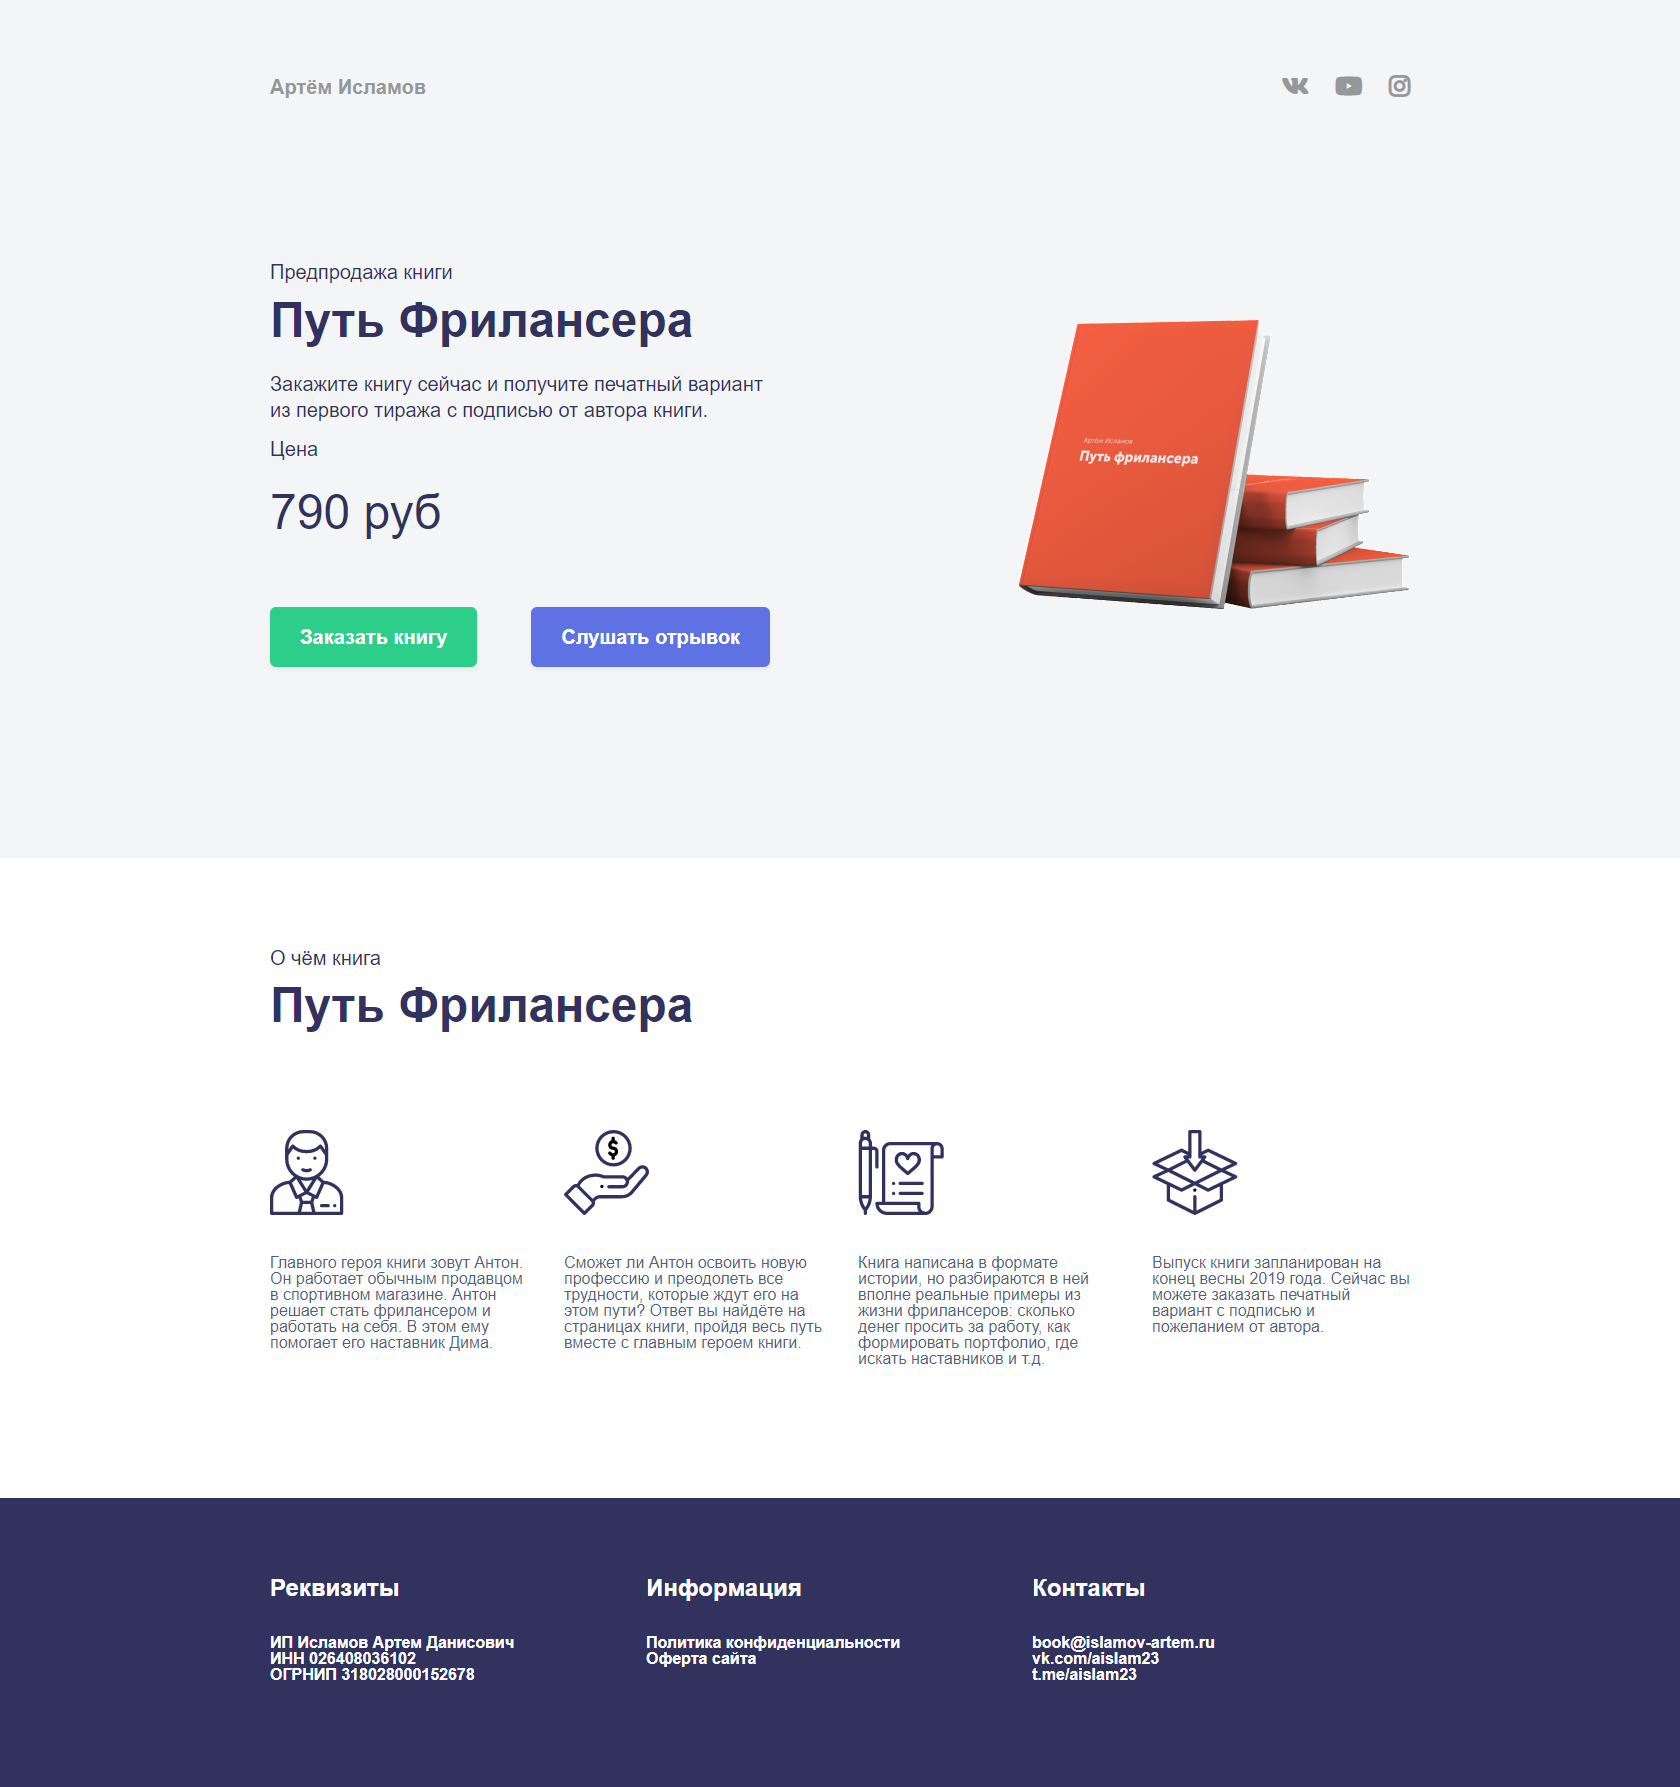 Артём Исламов
Предпродажа книги
Путь Фрилансера
Закажите книгу сейчас и получите печатный вариант
из первого тиража с подписью от автора книги.
Цена
790 руб
Заказать книгу
Слушать отрывок
Артём Исламов
Путь фрилансера
О чём книга
Путь Фрилансера
Главного героя книги зовут Антон.
Он работает обычным продавцом
в спортивном магазине. Антон
решает стать фрилансером и
работать на себя. В этом ему
помогает его наставник Дима.
Сможет ли Антон освоить новую
профессию и преодолеть все
трудности, которые ждут его на
этом пути? Ответ вы найдёте на
страницах книги, пройдя весь путь
вместе с главным героем книги.
Книга написана в формате
истории, но разбираются в ней
вполне реальные примеры из
жизни фрилансеров: сколько
денег просить за работу, как
формировать портфолио, где
искать наставников и т.д.
Выпуск книги запланирован на
конец весны 2019 года. Сейчас вы
можете заказать печатный
вариант с подписью и
пожеланием от автора.
Реквизиты
ИП Исламов Артем Данисович
ИНН 026408036102
ОГРНИП 318028000152678
Информация
Политика конфиденциальности
Оферта сайта
Контакты
book@islamov-artem.ru
vk.com/aislam23
t.me/aislam23